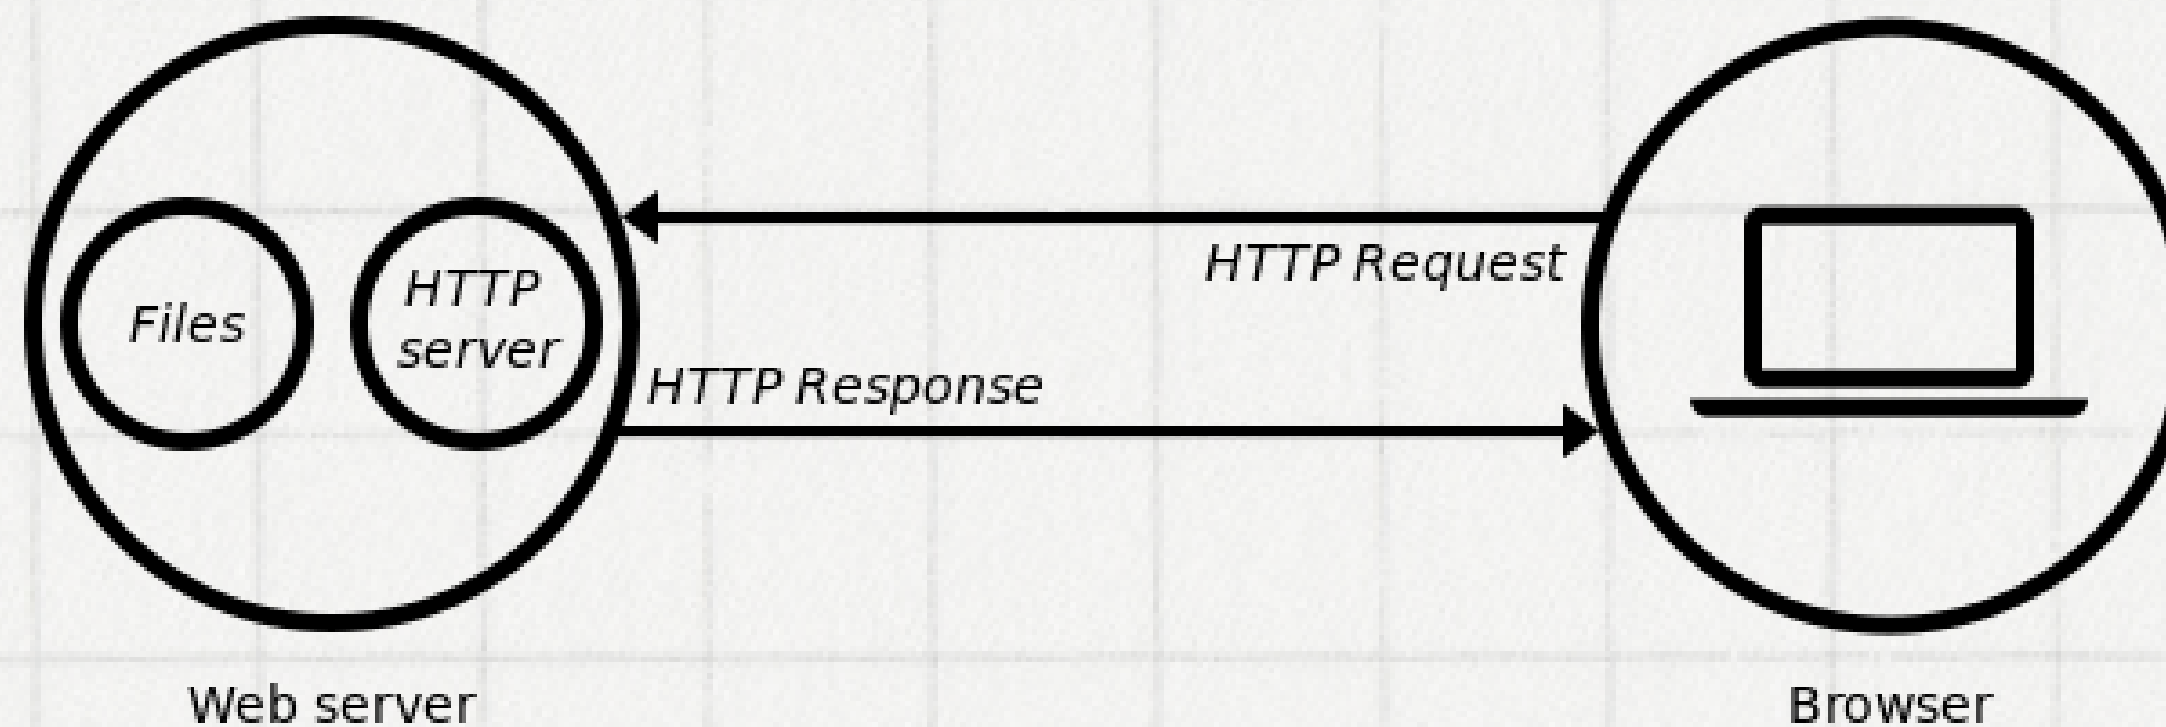 Files
HTTP
server
HTTP Request
HTTP Response
Web server
Browser